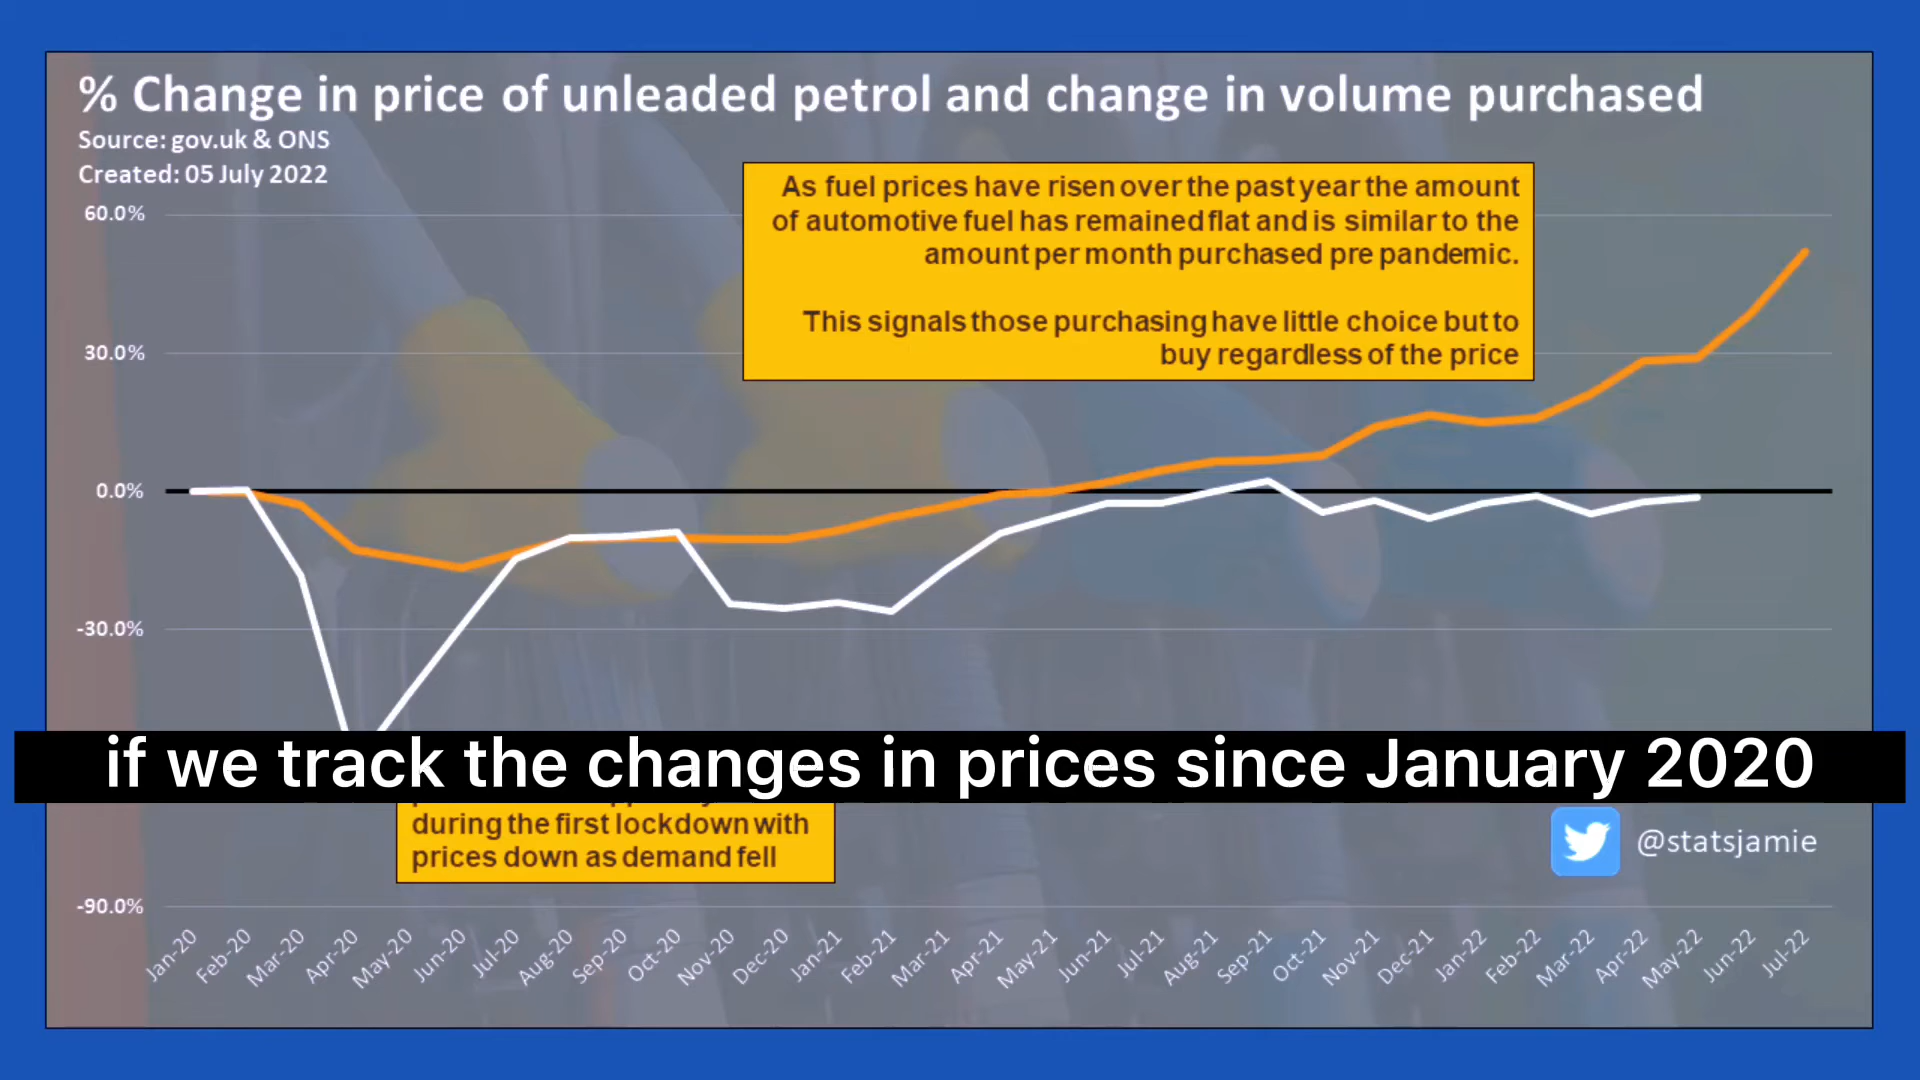 % Change in price of unleaded petrol and change in volume purchased
Source: gov.uk & ONS
Created: 05 July 2022
As fuel prices have risen over the past year the amount
of automotive fuel has remained flat and is similar to the
amount per month purchased pre pandemic.
This signals those purchasing have little choice but to
buy regardless of the price
60.0%
30.0%
0.0%
-30.0%
if we track the changes in prices since January 2020
during the first lockdown with
prices down as demand fell
@statsjamie
-90.0%
Jan-20
Feb-20
Mar-20
Apr-20
May-20
Jun-20
Jul-20
Aug-20
Sep-20
Oct-20
Nov-20
Dec-20
Jan-21
Feb-21
Mar-21
Apr-21
May-21
Jun-21
Jul-21
Aug-21
Sep-21
Oct-21
Nov-21
Dec-21
Jan-22
Feb-22
Mar-22
Apr-22
May-22
Jun-22
Jul-22